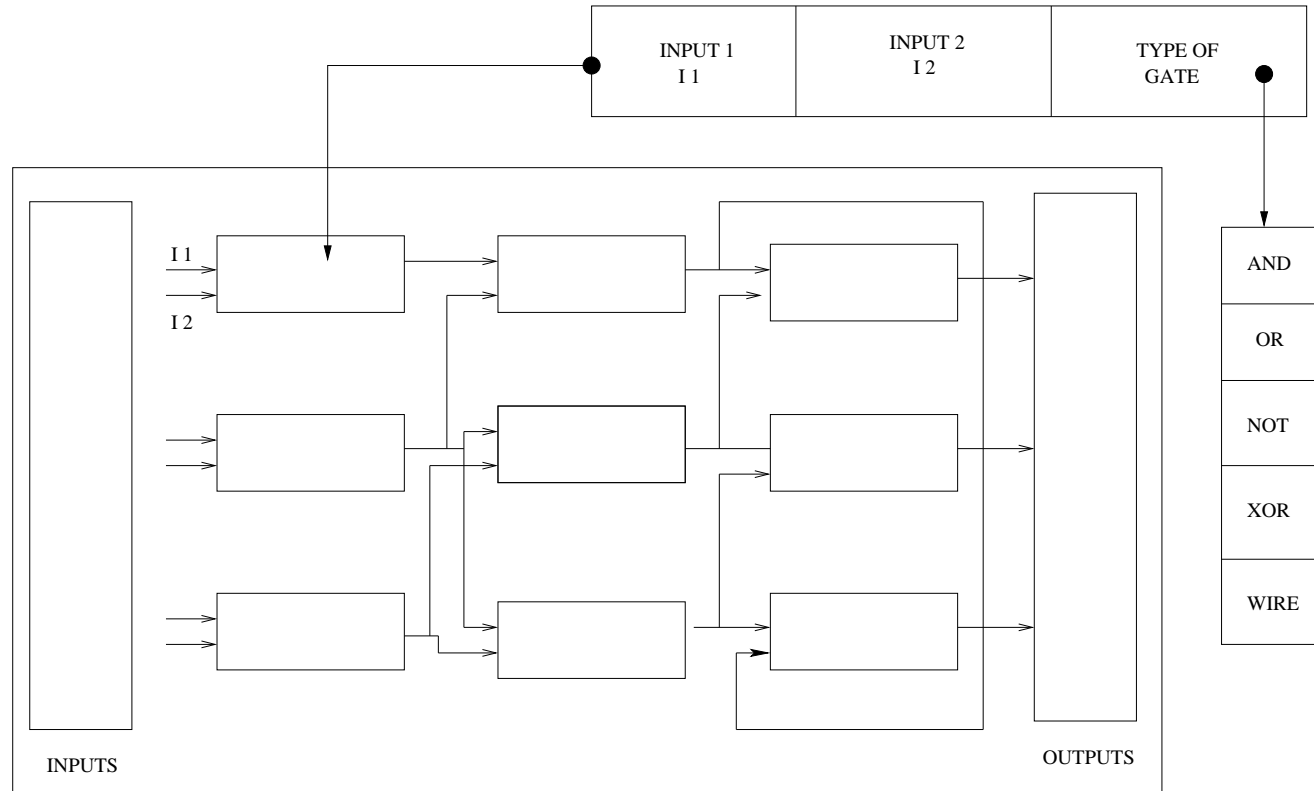 INPUT 1
I 1
INPUT 2
I 2
TYPE OF
GATE
I 1
I 2
AND
OR
NOT
XOR
WIRE
INPUTS
OUTPUTS